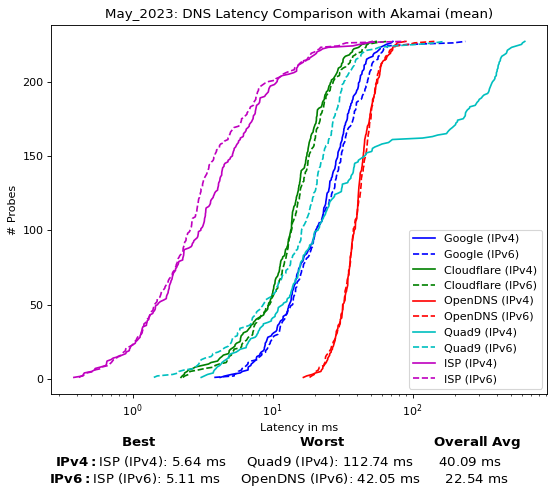 May_2023: DNS Latency Comparison with Akamai (mean)
# Probes
200
150
100
50
0
Google (IPv4)
Google (IPv6)
Cloudflare (IPv4)
Cloudflare (IPv6)
OpenDNS (IPv4)
OpenDNS (IPv6)
Quad9 (IPv4)
Quad9 (IPv6)
ISP (IPv4)
ISP (IPv6)
10⁰ 10¹ 10²
Latency in ms
Best Worst Overall Avg
IPv4: ISP (IPv4): 5.64 ms Quad9 (IPv4): 112.74 ms 40.09 ms
IPv6: ISP (IPv6): 5.11 ms OpenDNS (IPv6): 42.05 ms 22.54 ms